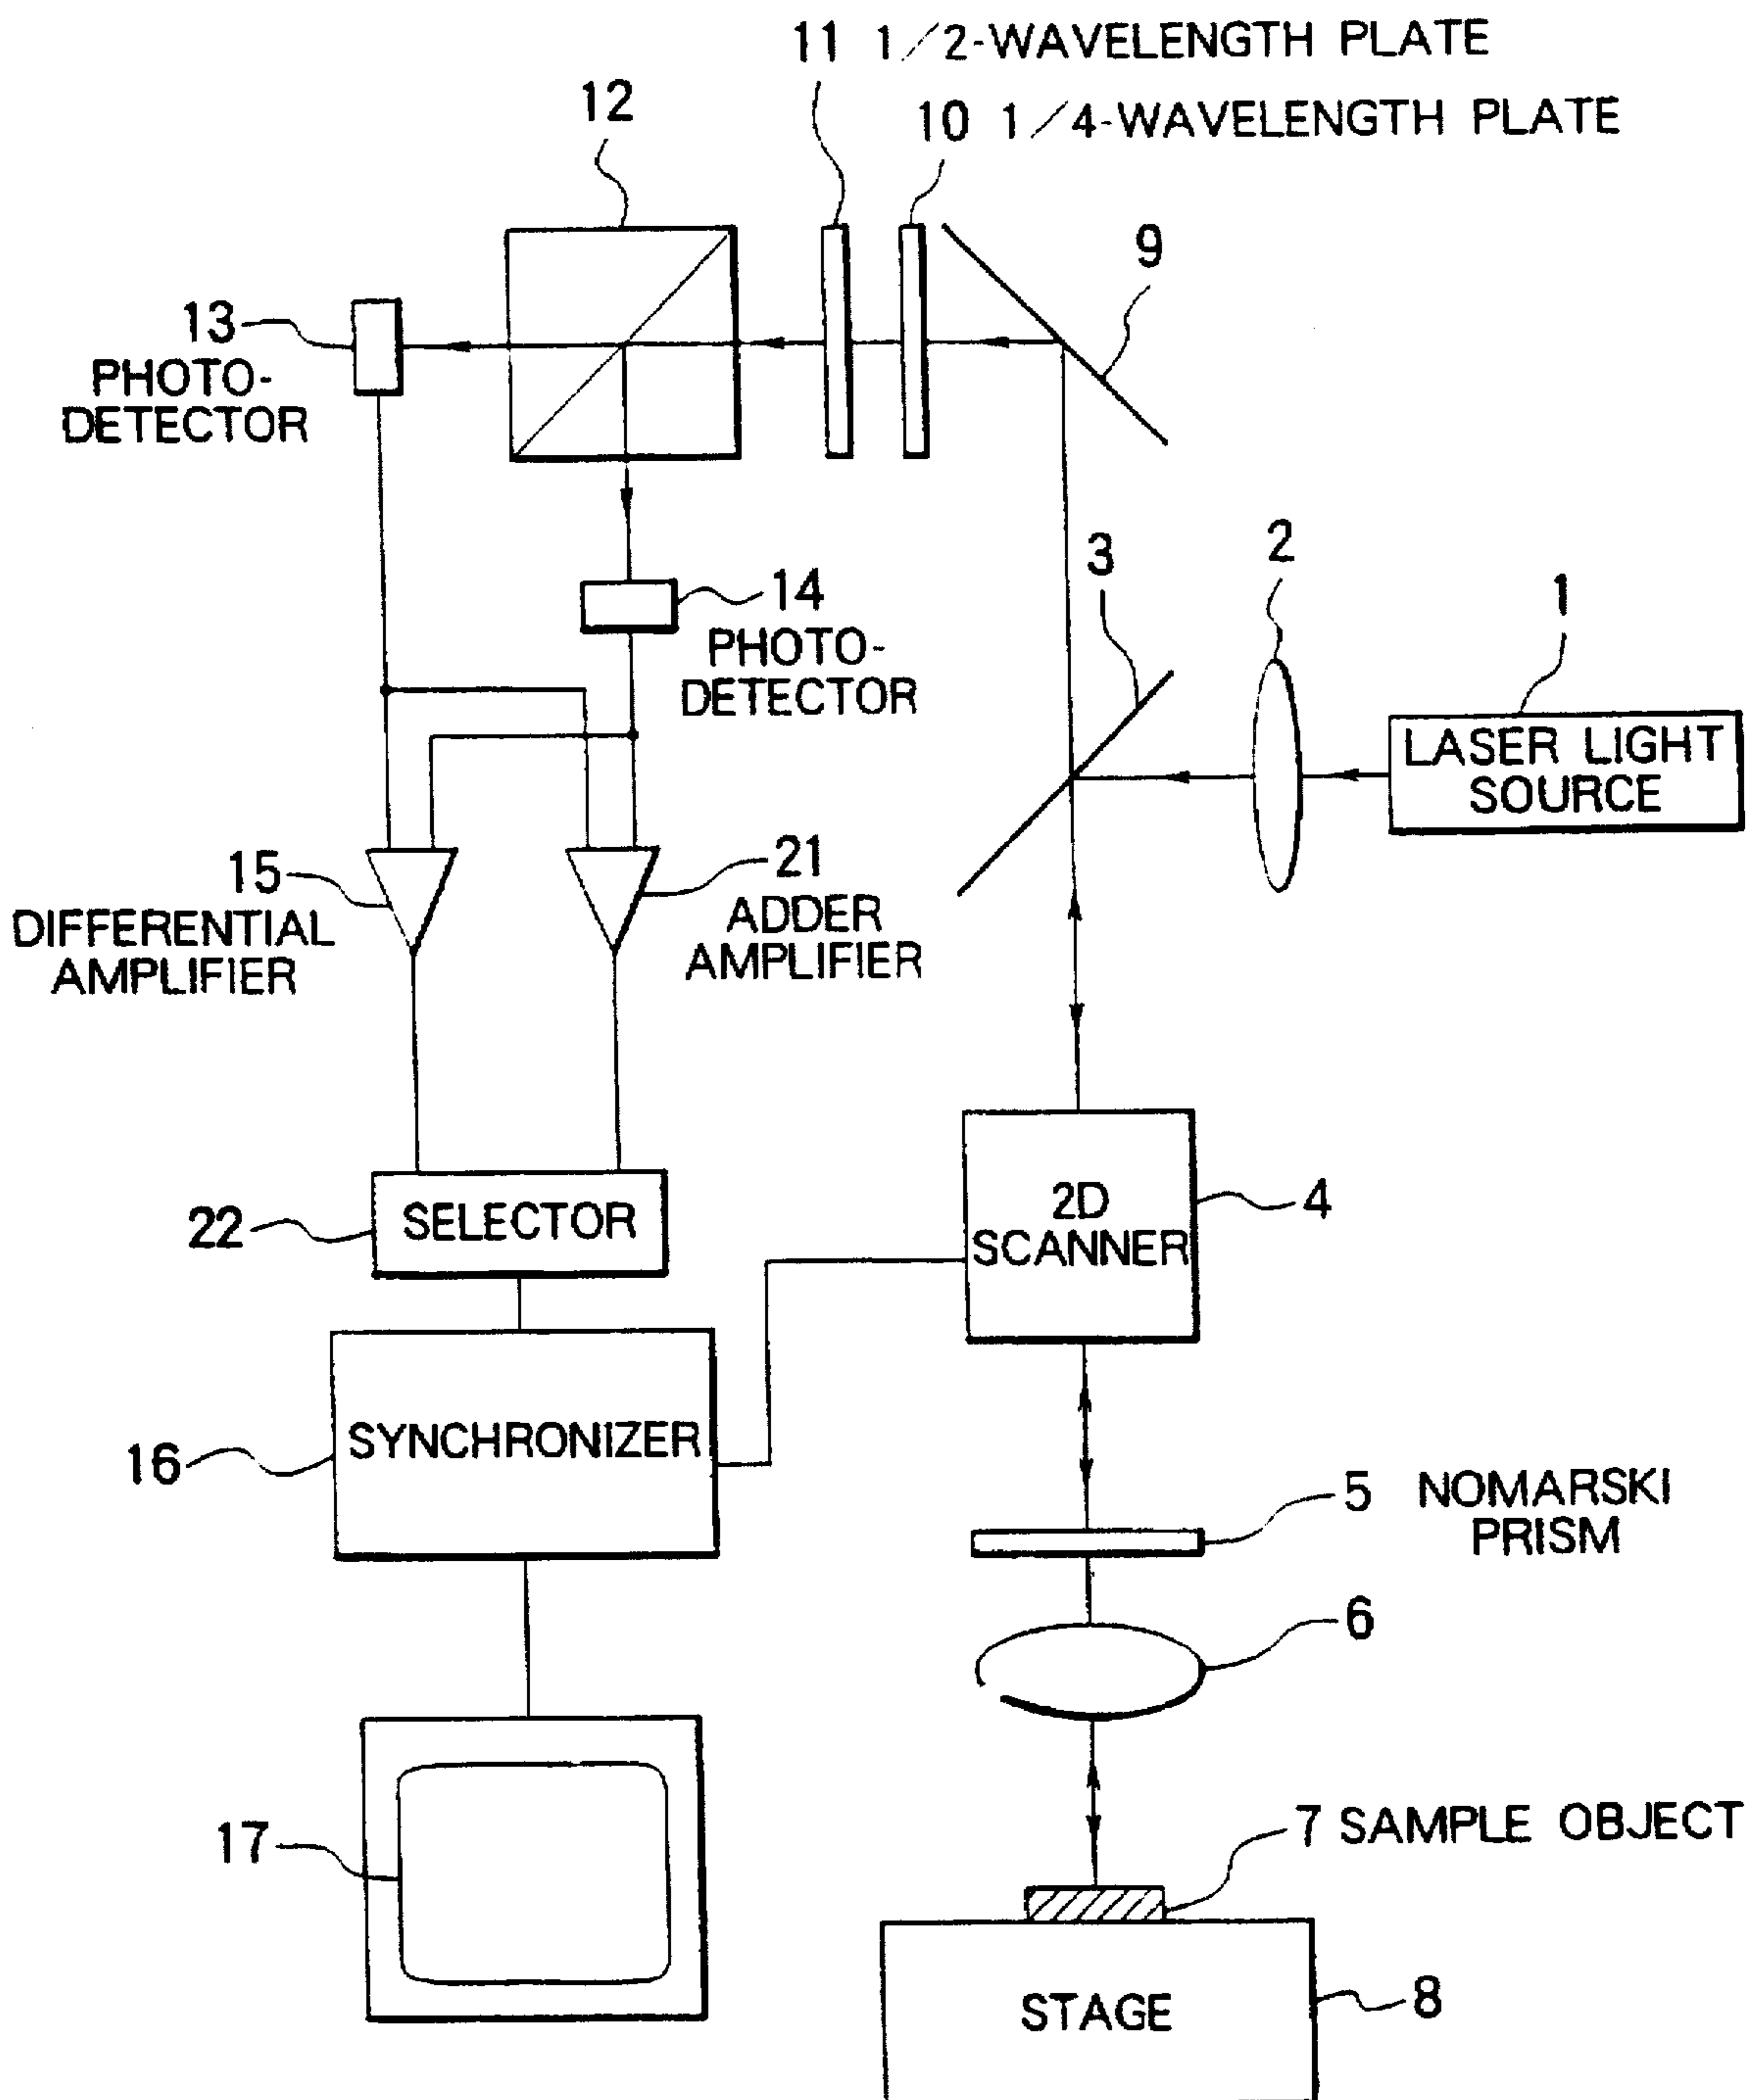 11 1/2-WAVELENGTH PLATE
12
10 1/4-WAVELENGTH PLATE
9
13
PHOTO-
DETECTOR
2
3
1
14
PHOTO-
DETECTOR
LASER LIGHT
SOURCE
15
DIFFERENTIAL
AMPLIFIER
21
ADDER
AMPLIFIER
22
SELECTOR
2D
SCANNER
4
16
SYNCHRONIZER
5 NOMARSKI
PRISM
6
17
7 SAMPLE OBJECT
STAGE
8